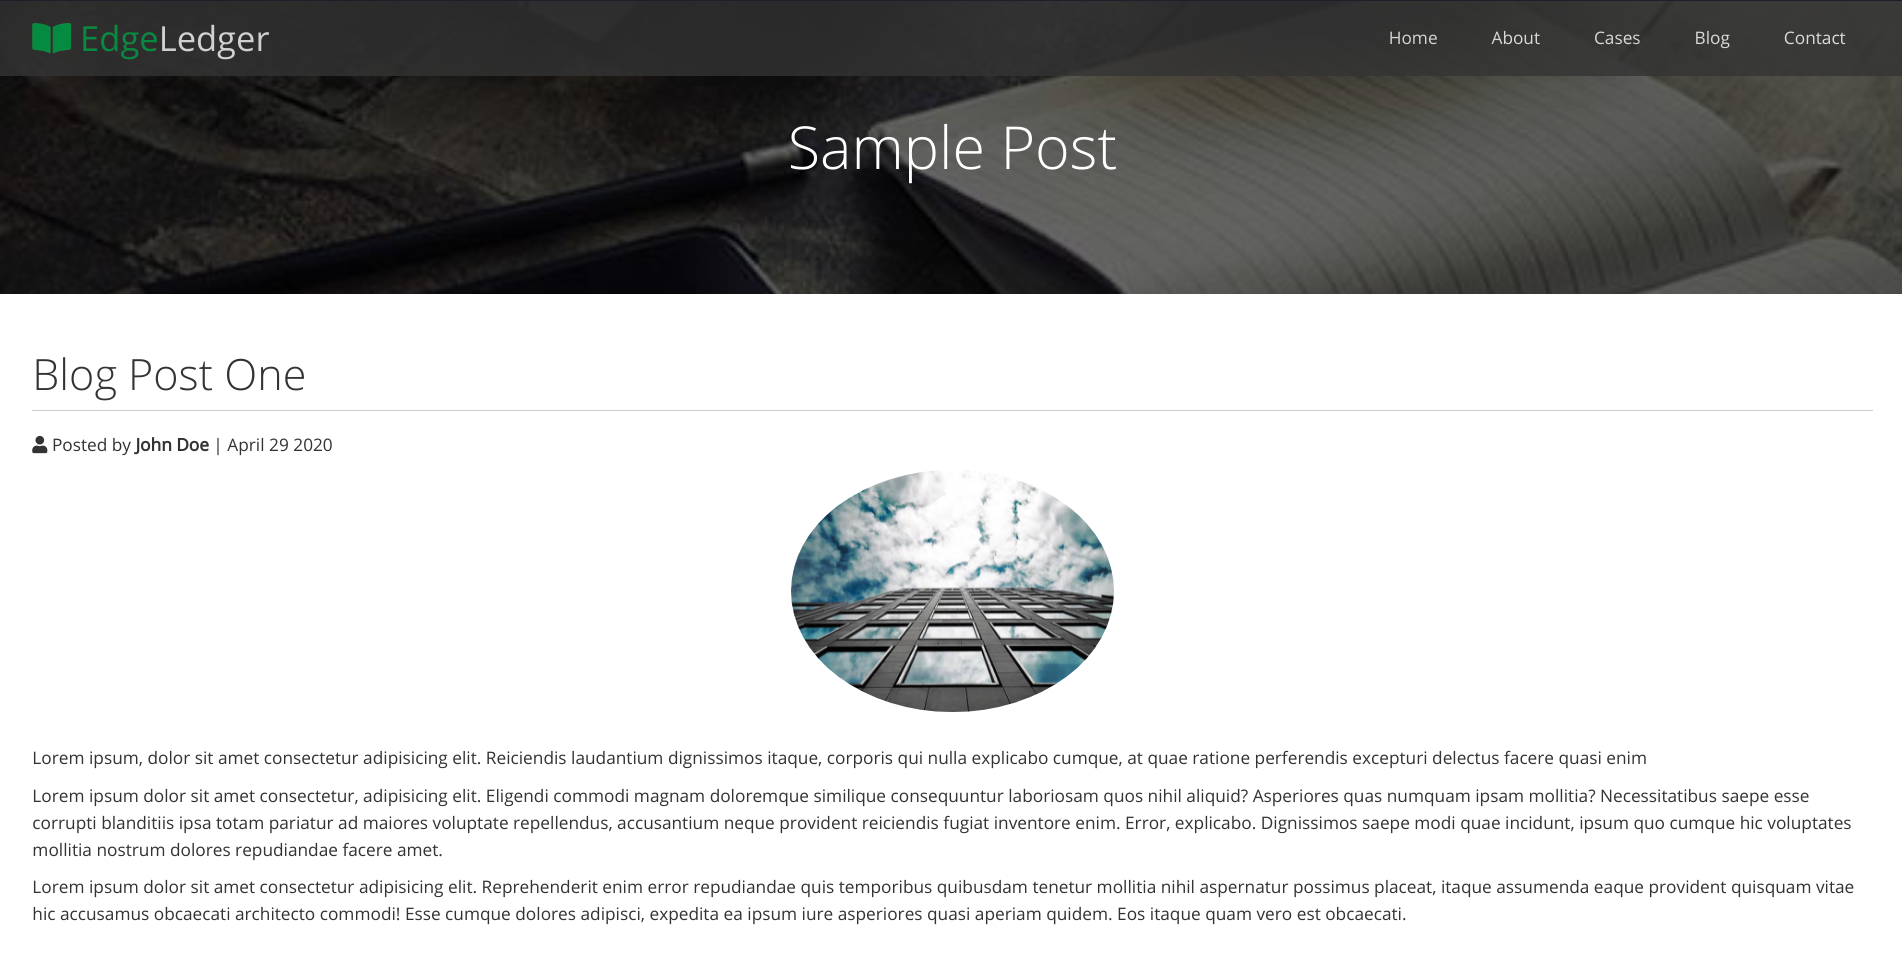 EdgeLedger
Home About Cases Blog Contact
Sample Post
Blog Post One
Posted by John Doe | April 29 2020
Lorem ipsum, dolor sit amet consectetur adipisicing elit. Reiciendis laudantium dignissimos itaque, corporis qui nulla explicabo cumque, at quae ratione perferendis excepturi delectus facere quasi enim
Lorem ipsum dolor sit amet consectetur, adipisicing elit. Eligendi commodi magnam doloremque similique consequuntur laboriosam quos nihil aliquid? Asperiores quas numquam ipsam mollitia? Necessitatibus saepe esse
corrupti blanditiis ipsa totam pariatur ad maiores voluptate repellendus, accusantium neque provident reiciendis fugiat inventore enim. Error, explicabo. Dignissimos saepe modi quae incidunt, ipsum quo cumque hic voluptates
mollitia nostrum dolores repudiandae facere amet.
Lorem ipsum dolor sit amet consectetur adipisicing elit. Reprehenderit enim error repudiandae quis temporibus quibusdam tenetur mollitia nihil aspernatur possimus placeat, itaque assumenda eaque provident quisquam vitae
hic accusamus obcaecati architecto commodi! Esse cumque dolores adipisci, expedita ea ipsum iure asperiores quasi aperiam quidem. Eos itaque quam vero est obcaecati.